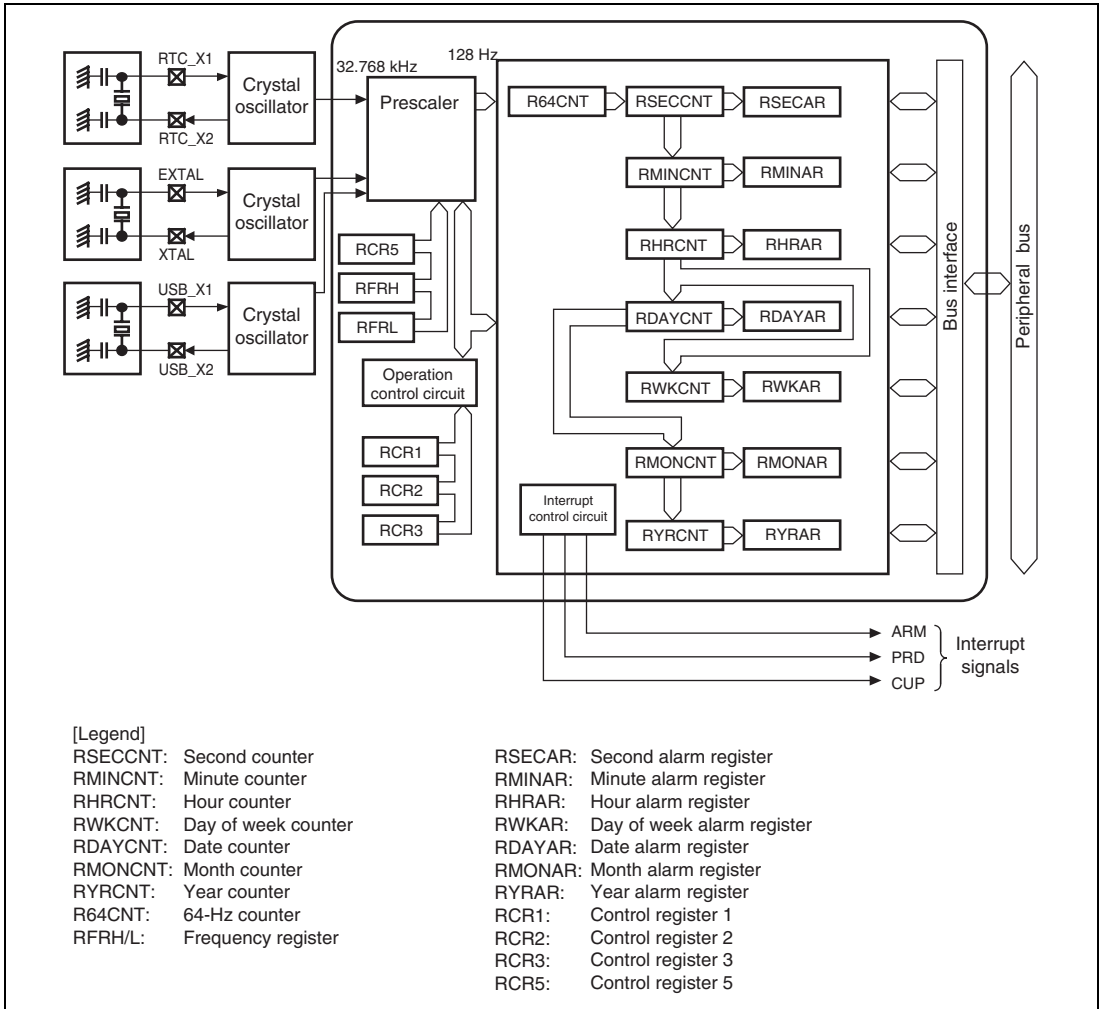 RTC_X1
RTC_X2
Crystal
oscillator
EXTAL
XTAL
Crystal
oscillator
USB_X1
USB_X2
Crystal
oscillator
32.768 kHz
128 Hz
Prescaler
RCR5
RFRH
RFRL
Operation
control circuit
RCR1
RCR2
RCR3
R64CNT
RSECCNT
RSECAR
RMINCNT
RMINAR
RHRCNT
RHRAR
RDAYCNT
RDAYAR
RWKCNT
RWKAR
RMONCNT
RMONAR
RYRCNT
RYRAR
Interrupt
control circuit
Bus interface
Peripheral bus
ARM
PRD
CUP
Interrupt
signals
[Legend]
RSECCNT: Second counter
RMINCNT: Minute counter
RHRCNT: Hour counter
RWKCNT: Day of week counter
RDAYCNT: Date counter
RMONCNT: Month counter
RYRCNT: Year counter
R64CNT: 64-Hz counter
RFRH/L: Frequency register
RSECAR: Second alarm register
RMINAR: Minute alarm register
RHRAR: Hour alarm register
RWKAR: Day of week alarm register
RDAYAR: Date alarm register
RMONAR: Month alarm register
RYRAR: Year alarm register
RCR1: Control register 1
RCR2: Control register 2
RCR3: Control register 3
RCR5: Control register 5